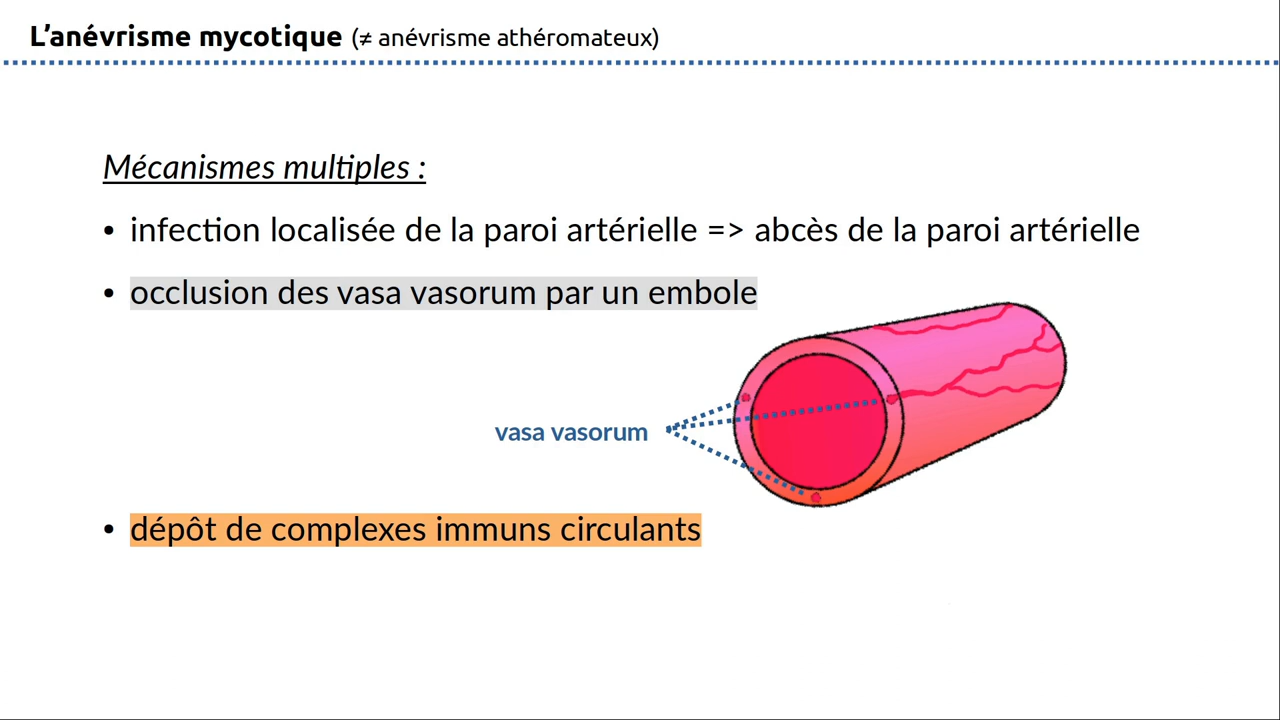 L'anévrisme mycotique (≠ anévrisme athéromateux)
Mécanismes multiples :
• infection localisée de la paroi artérielle => abcès de la paroi artérielle
• occlusion des vasa vasorum par un embole
vasa vasorum
• dépôt de complexes immuns circulants